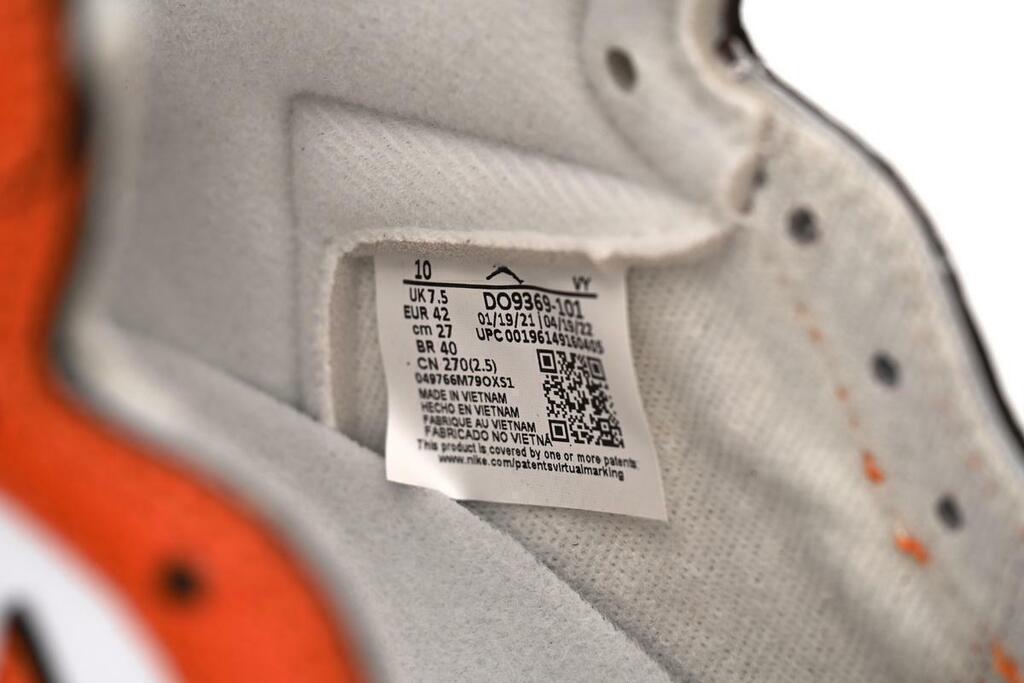 10 VY
UK 7.5 DO9369-101
EUR 42 01/19/21 | 04/19/22
cm 27 UPC 00196149160405
BR 40
CN 270(2.5)
049766M79OXS1
MADE IN VIETNAM
HECHO EN VIETNAM
FABRIQUE AU VIETNAM
FABRICADO NO VIETNA
This product is covered by one or more patents
www.nike.com/patentsvirtualmarking